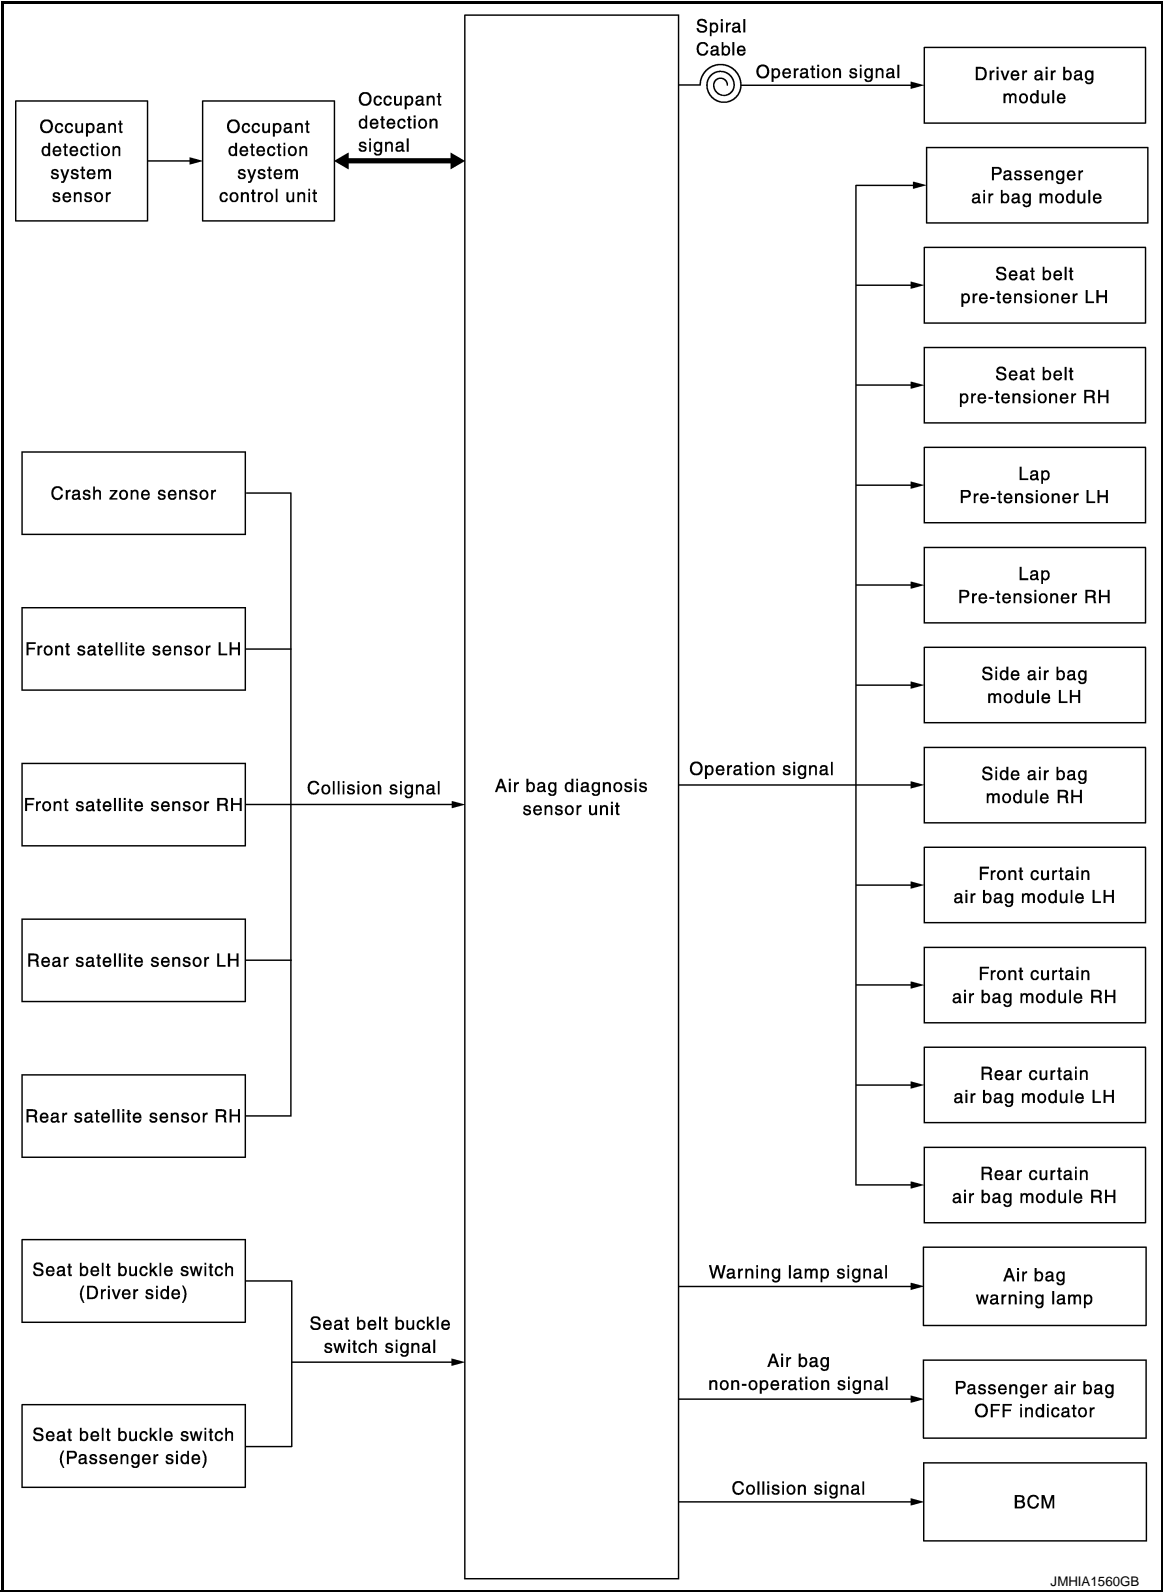 Spiral
Cable
Operation signal
Driver air bag
module
Occupant
detection
system
sensor
Occupant
detection
system
control unit
Occupant
detection
signal
Passenger
air bag module
Seat belt
pre-tensioner LH
Seat belt
pre-tensioner RH
Crash zone sensor
Lap
Pre-tensioner LH
Lap
Pre-tensioner RH
Front satellite sensor LH
Side air bag
module LH
Front satellite sensor RH
Collision signal
Air bag diagnosis
sensor unit
Operation signal
Side air bag
module RH
Front curtain
air bag module LH
Rear satellite sensor LH
Front curtain
air bag module RH
Rear curtain
air bag module LH
Rear satellite sensor RH
Rear curtain
air bag module RH
Seat belt buckle switch
(Driver side)
Seat belt buckle
switch signal
Seat belt buckle switch
(Passenger side)
Warning lamp signal
Air bag
warning lamp
Air bag
non-operation signal
Passenger air bag
OFF indicator
Collision signal
BCM
JMHIA1560GB